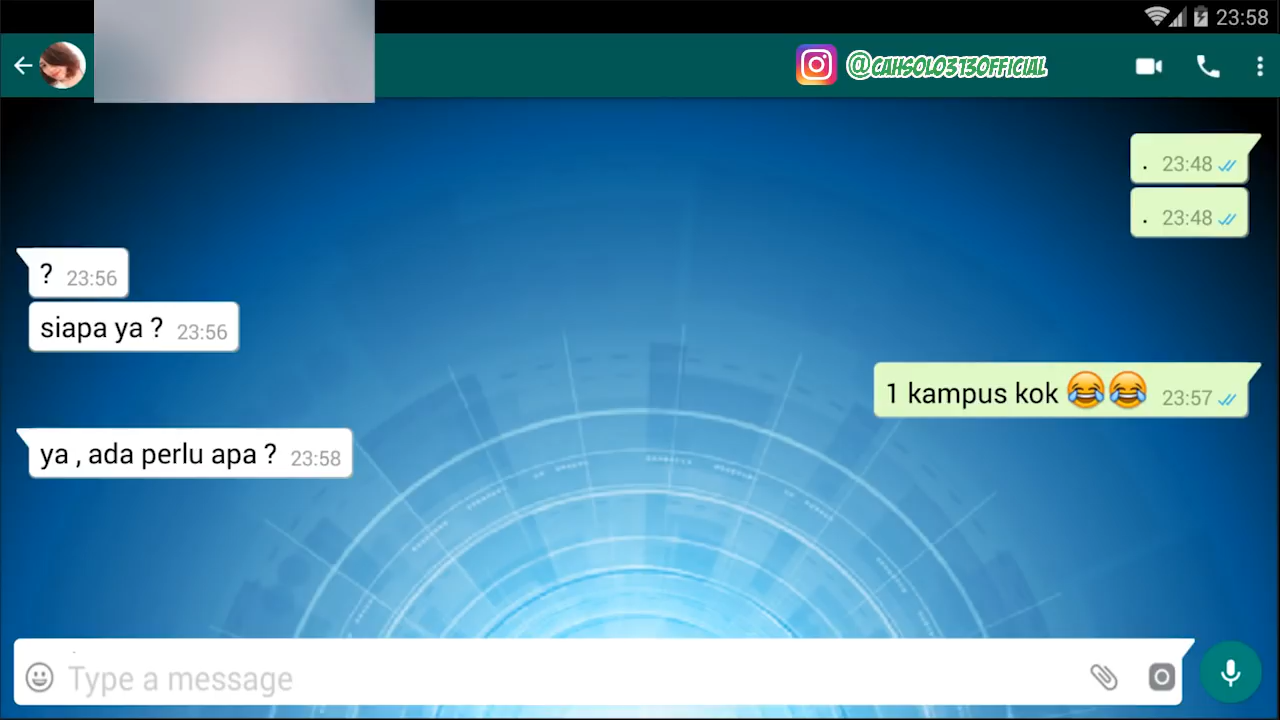 23:58
@CAHSOLO313OFFICIAL
. 23:48
. 23:48
? 23:56
siapa ya ? 23:56
1 kampus kok 😂😂 23:57
ya , ada perlu apa ? 23:58
Type a message